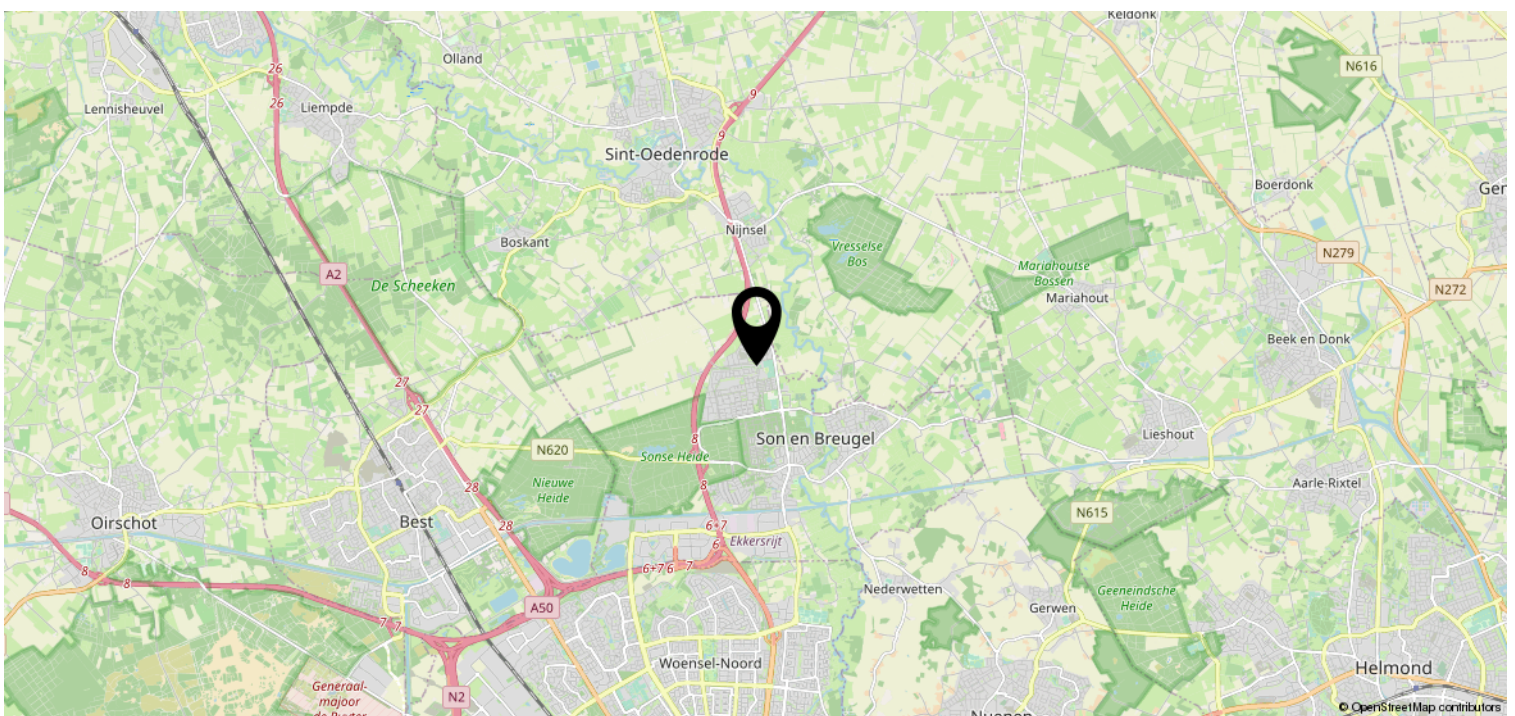 Keldonk
Olland
N616
26
Lennisheuvel
26
Liempde
9
9
Sint-Oedenrode
Boerdonk
Nijnsel
Boskant
Vresselse
Bos
N279
A2
Mariahoutse
Bossen
De Scheeken
N272
Mariahout
Beek en Donk
27
27
Lieshout
Son en Breugel
8
N620
Sonse Heide
Nieuwe
Heide
28
8
Aarle-Rixtel
N615
Oirschot
Best
28
6+7
Ekkersrijt
6
8
8
6+7
6
7
Nederwetten
Geeneindsche
Heide
A50
Gerwen
7
7
Woensel-Noord
Helmond
Generaal-
majoor
N2
© OpenStreetMap contributors